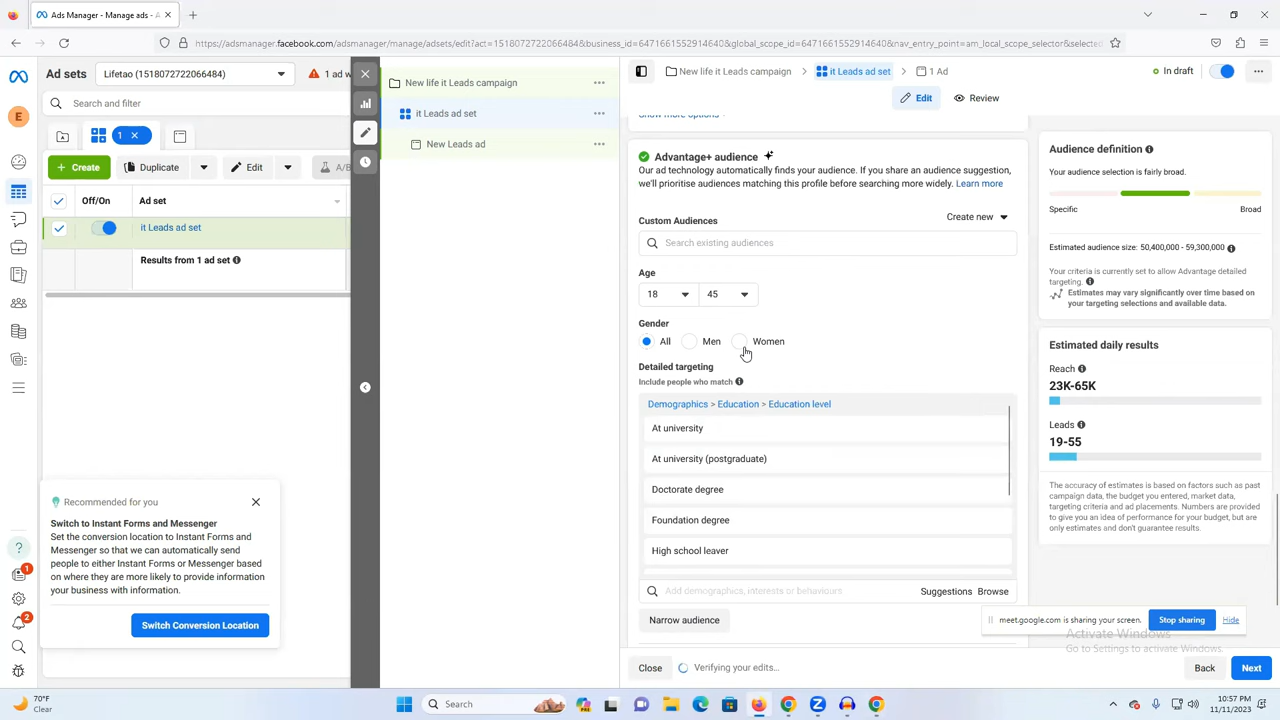 Ads Manager - Manage ads - A
https://adsmanager.facebook.com/adsmanager/manage/adsets/edit?act=1518072722066484&business_id=6471661552914640&global_scope_id=6471661552914640&nav_entry_point=am_local_scope_selector&selected
Ad sets
Lifetao (1518072722066484)
1 ad w
Search and filter
1
Create
Duplicate
Edit
A/B
Off/On
Ad set
it Leads ad set
Results from 1 ad set
Recommended for you
Switch to Instant Forms and Messenger
Set the conversion location to Instant Forms and
Messenger so that we can automatically send
people to either Instant Forms or Messenger based
on where they are more likely to provide information
your business with information.
Switch Conversion Location
E
1
2
New life it Leads campaign
it Leads ad set
New Leads ad
New life it Leads campaign
it Leads ad set
1 Ad
In draft
Edit
Review
Show more options
Advantage+ audience
Our ad technology automatically finds your audience. If you share an audience suggestion,
we'll prioritise audiences matching this profile before searching more widely. Learn more
Custom Audiences
Create new
Search existing audiences
Age
18
45
Gender
All
Men
Women
Detailed targeting
Include people who match
Demographics > Education > Education level
At university
At university (postgraduate)
Doctorate degree
Foundation degree
High school leaver
Add demographics, interests or behaviours
Suggestions
Browse
Narrow audience
Close
Verifying your edits...
Back
Next
Audience definition
Your audience selection is fairly broad.
Specific
Broad
Estimated audience size: 50,400,000 - 59,300,000
Your criteria is currently set to allow Advantage detailed
targeting.
Estimates may vary significantly over time based on
your targeting selections and available data.
Estimated daily results
Reach
23K-65K
Leads
19-55
The accuracy of estimates is based on factors such as past
campaign data, the budget you entered, market data,
targeting criteria and ad placements. Numbers are provided
to give you an idea of performance for your budget, but are
only estimates and don't guarantee results.
meet.google.com is sharing your screen.
Stop sharing
Hide
Activate Windows
Go to Settings to activate Windows.
70°F
Clear
Search
10:57 PM
11/11/2023